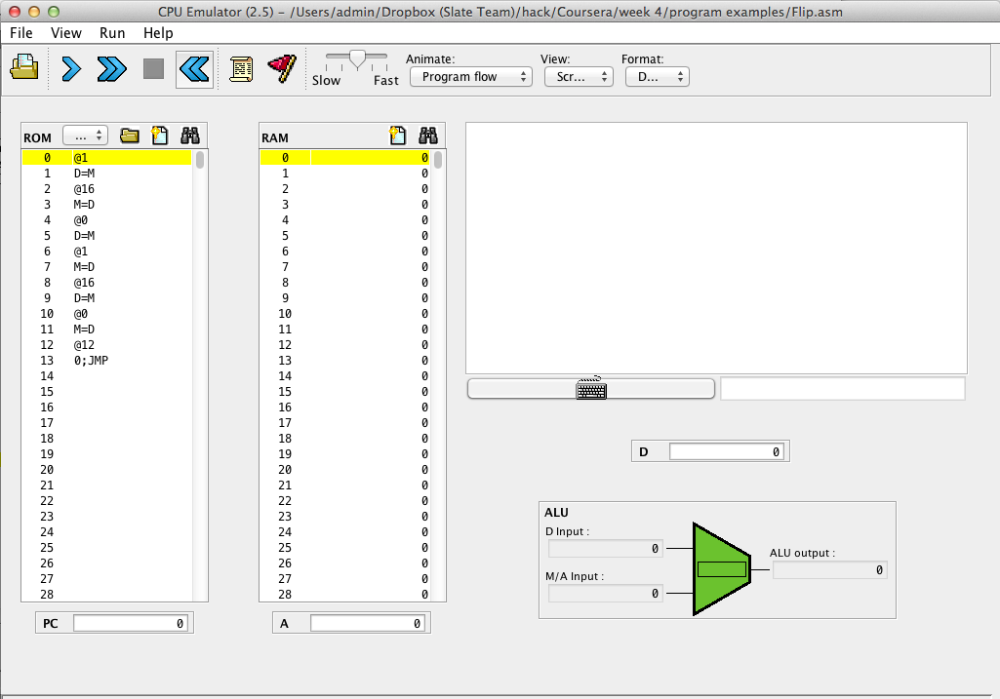 CPU Emulator (2.5) – /Users/admin/Dropbox (Slate Team)/hack/Coursera/week 4/program examples/Flip.asm
File View Run Help
Slow Fast
Animate:
Program flow
View:
Scr...
Format:
D...
ROM ...
0 @1
1 D=M
2 @16
3 M=D
4 @0
5 D=M
6 @1
7 M=D
8 @16
9 D=M
10 @0
11 M=D
12 @12
13 0;JMP
14
15
16
17
18
19
20
21
22
23
24
25
26
27
28
PC 0
RAM
0 0
1 0
2 0
3 0
4 0
5 0
6 0
7 0
8 0
9 0
10 0
11 0
12 0
13 0
14 0
15 0
16 0
17 0
18 0
19 0
20 0
21 0
22 0
23 0
24 0
25 0
26 0
27 0
28 0
A 0
D 0
ALU
D Input :
0
M/A Input :
0
ALU output :
0